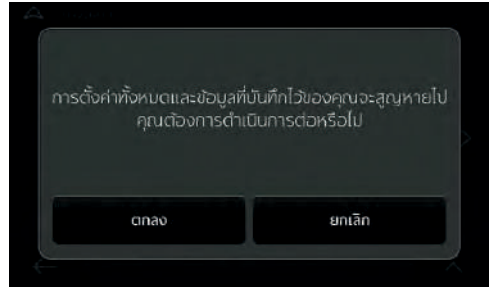 การตั้งค่าทั้งหมดและข้อมูลที่บันทึกไว้ของคุณจะสูญหายไป
คุณต้องการดำเนินการต่อหรือไป
ตกลง
ยกเลิก